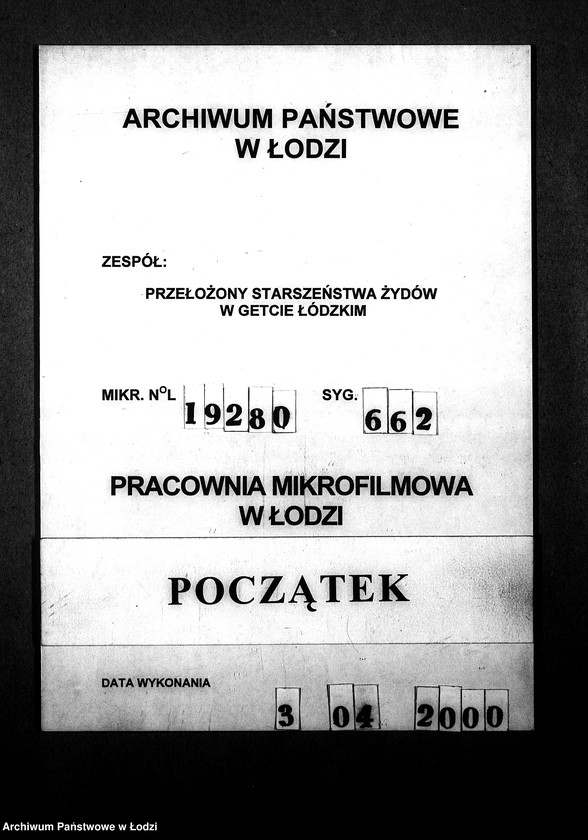 ARCHIWUM PAŃSTWOWE
W ŁODZI
ZESPÓŁ:
PRZEŁOŻONY STARSZEŃSTWA ŻYDÓW
W GETCIE ŁÓDZKIM
MIKR. NOL 19280 SYG. 662
PRACOWNIA MIKROFILMOWA
W ŁODZI
POCZĄTEK
DATA WYKONANIA
3 04 2000
Archiwum Państwowe w Łodzi